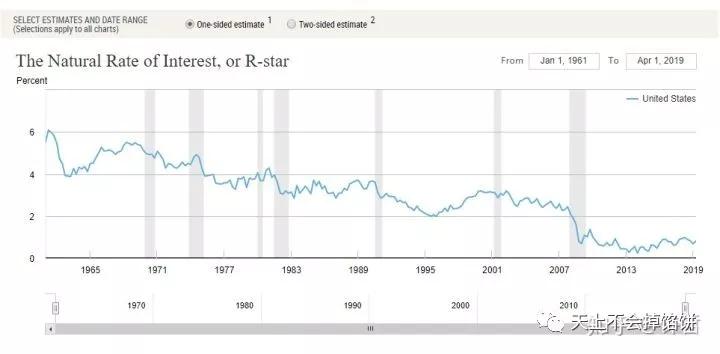 SELECT ESTIMATES AND DATE RANGE
(Selections apply to all charts)
One-sided estimate 1
Two-sided estimate 2
The Natural Rate of Interest, or R-star
From Jan 1, 1961 To Apr 1, 2019
Percent
United States
6
4
2
0
1965 1971 1977 1983 1989 1995 2001 2007 2013 2019
1970 1980 1990 2000 2010
天上不会掉馅饼